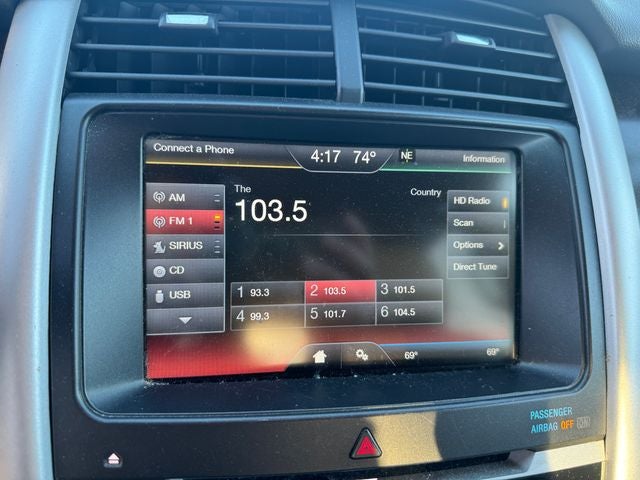 Connect a Phone 4:17 74° NE Information
AM
FM 1
SIRIUS
CD
USB
The
103.5
Country
HD Radio
Scan
Options
Direct Tune
1 93.3 2 103.5 3 101.5
4 99.3 5 101.7 6 104.5
69° 69°
PASSENGER
AIRBAG OFF ON